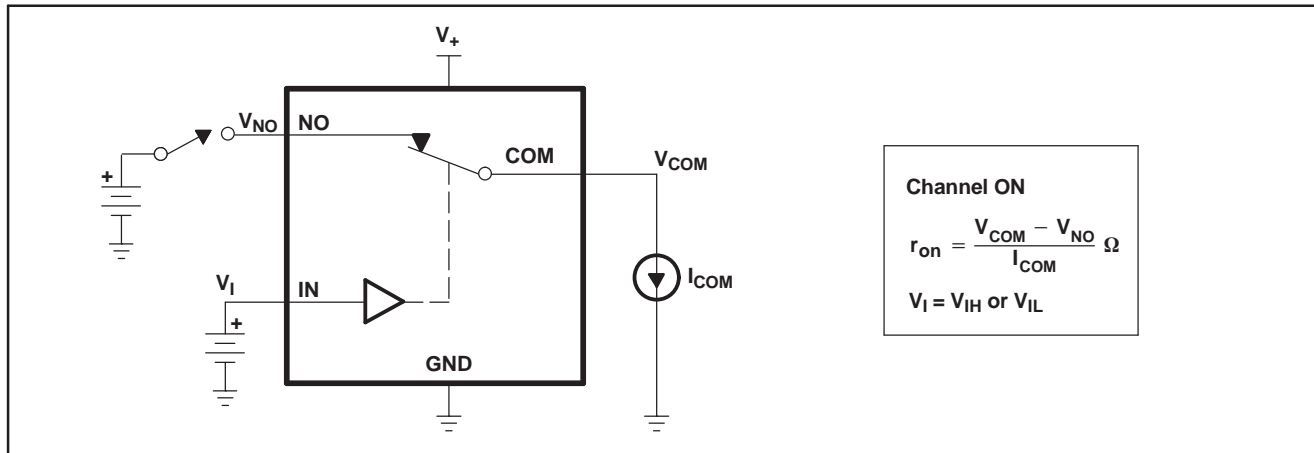 V+
VNO NO
COM
VCOM
+
VI
IN
+
ICOM
GND
Channel ON
ron = VCOM – VNO / ICOM Ω
VI = VIH or VIL